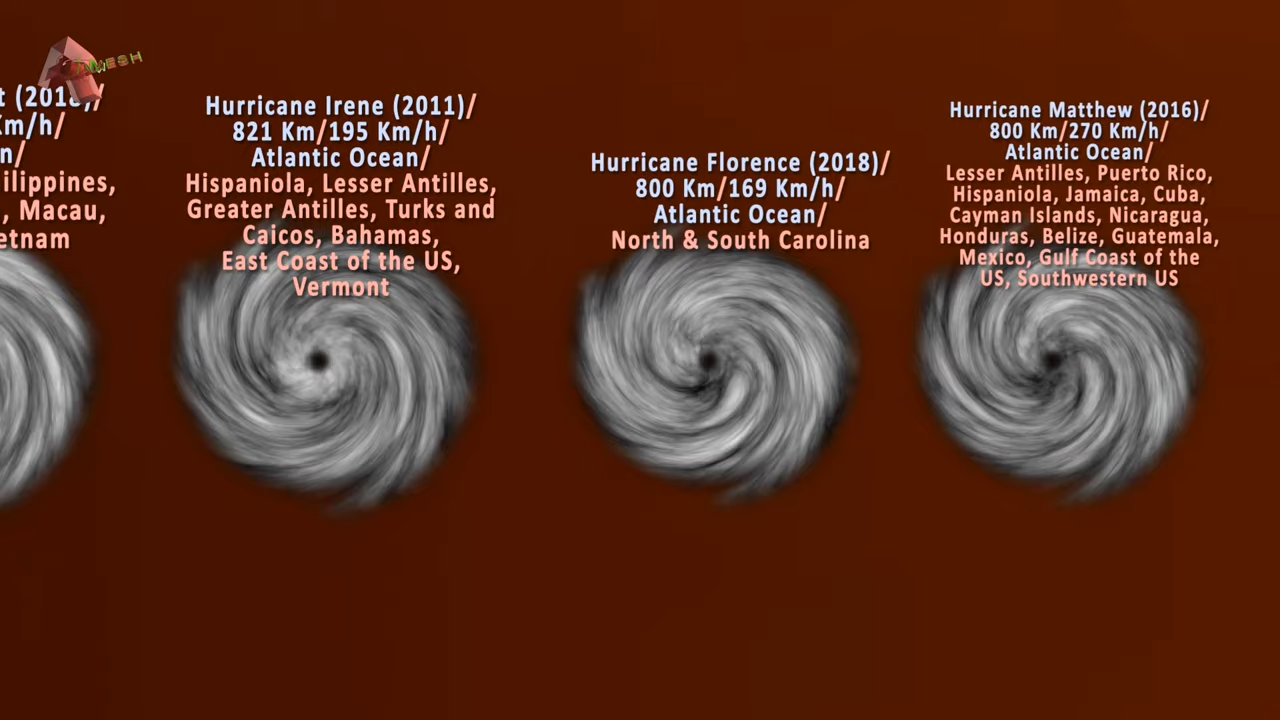 AMESH
t (2018)/
Km/h/
n/
ilippines,
, Macau,
etnam
Hurricane Irene (2011)/
821 Km/195 Km/h/
Atlantic Ocean/
Hispaniola, Lesser Antilles,
Greater Antilles, Turks and
Caicos, Bahamas,
East Coast of the US,
Vermont
Hurricane Florence (2018)/
800 Km/169 Km/h/
Atlantic Ocean/
North & South Carolina
Hurricane Matthew (2016)/
800 Km/270 Km/h/
Atlantic Ocean/
Lesser Antilles, Puerto Rico,
Hispaniola, Jamaica, Cuba,
Cayman Islands, Nicaragua,
Honduras, Belize, Guatemala,
Mexico, Gulf Coast of the
US, Southwestern US